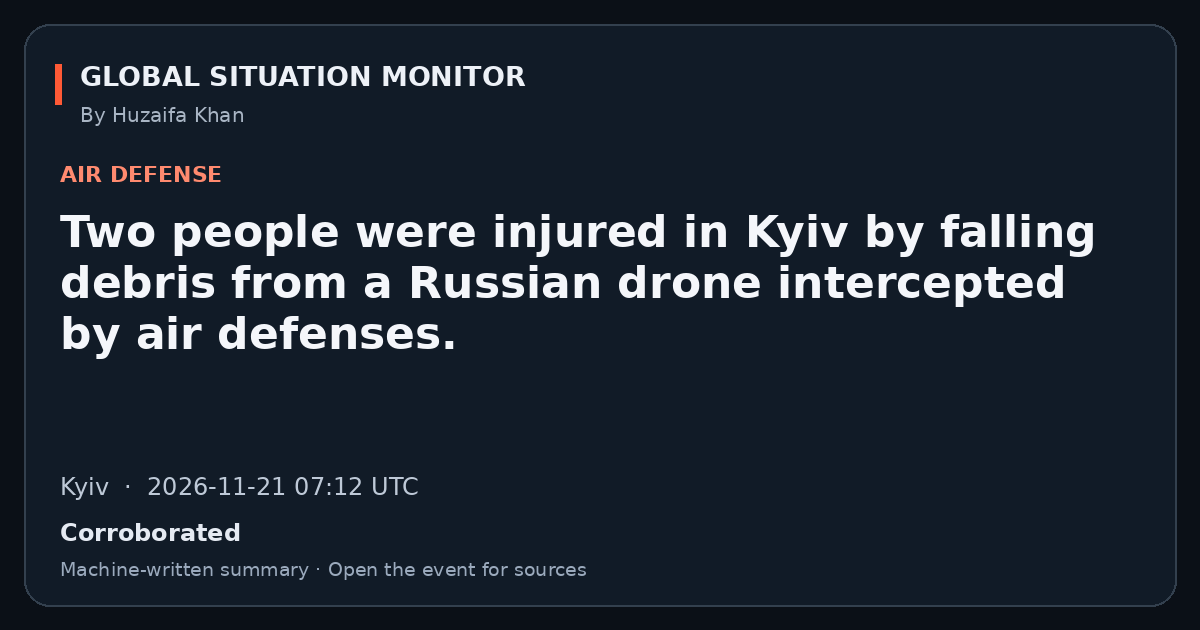 GLOBAL SITUATION MONITOR
By Huzaifa Khan
AIR DEFENSE
Two people were injured in Kyiv by falling
debris from a Russian drone intercepted
by air defenses.
Kyiv · 2026-11-21 07:12 UTC
Corroborated
Machine-written summary · Open the event for sources